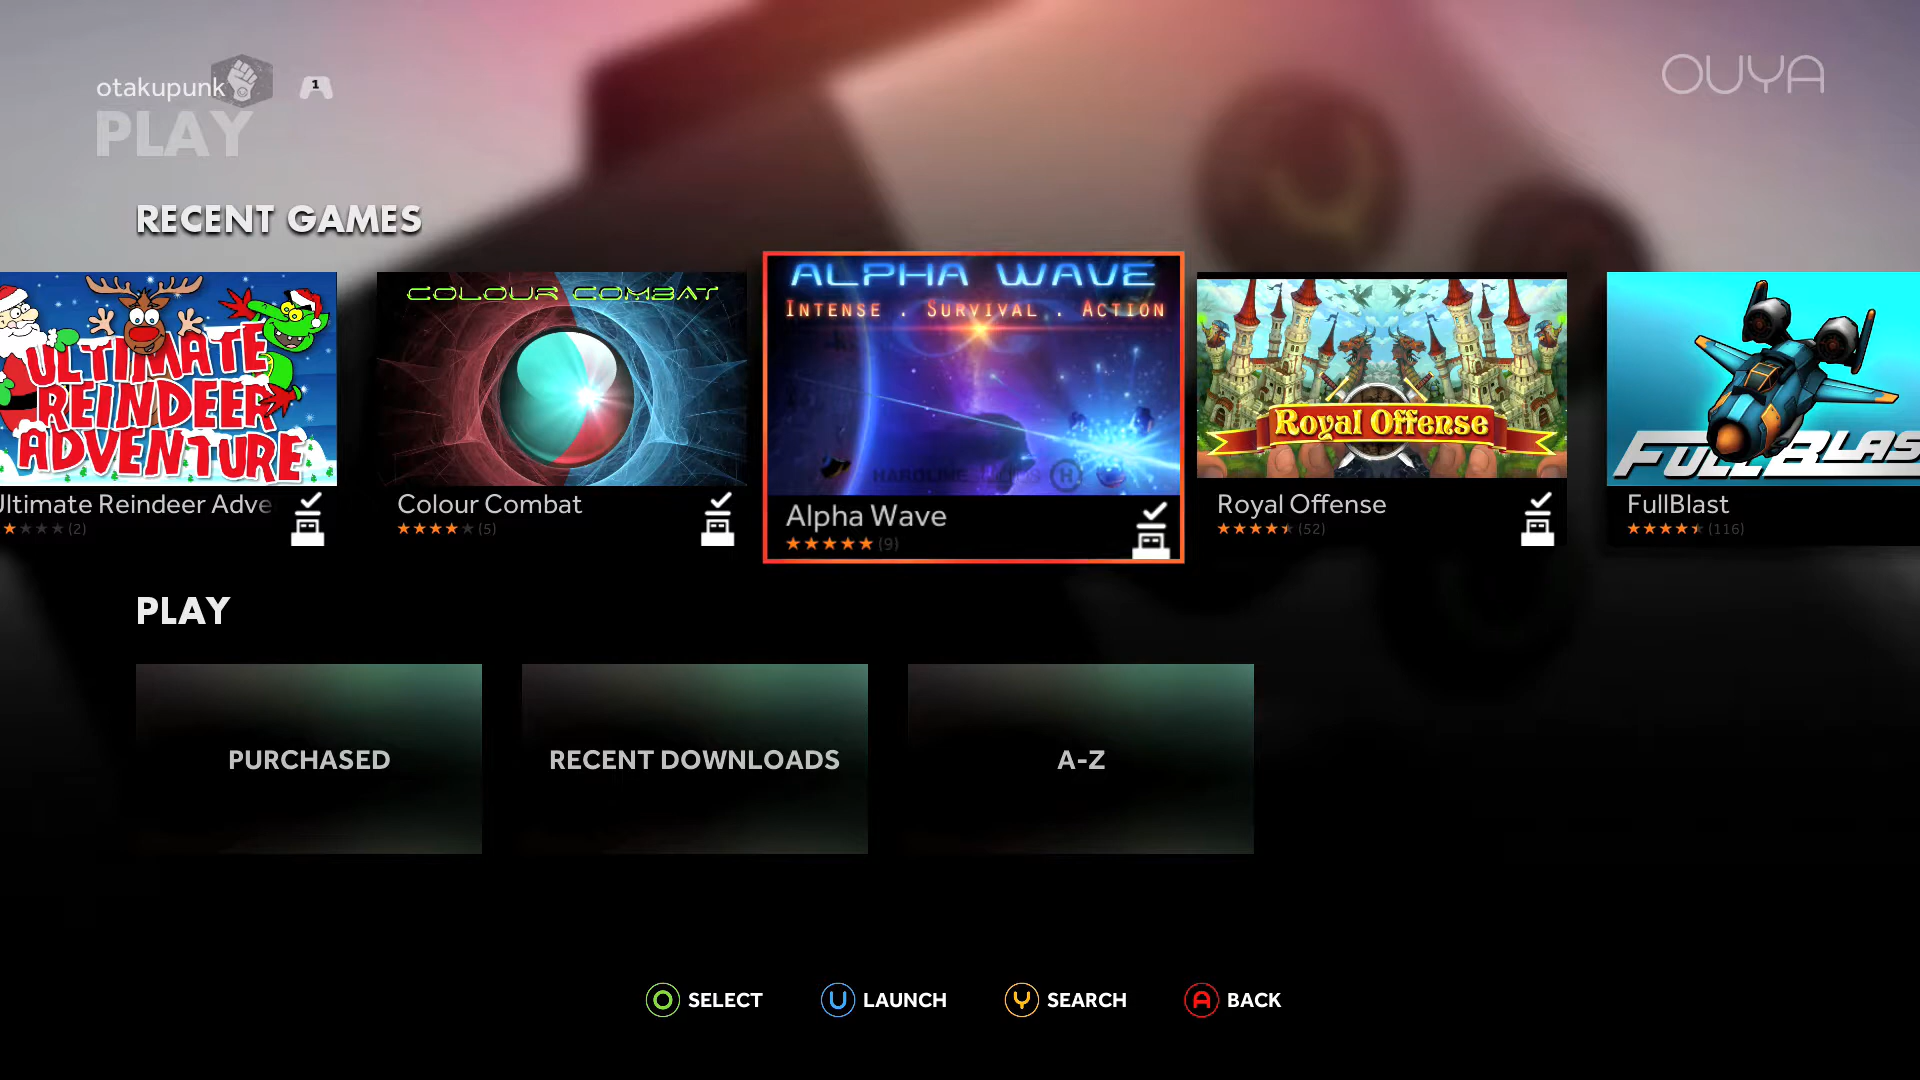 otakupunk
1
OUYA
PLAY
RECENT GAMES
ULTIMATE
REINDEER
ADVENTURE
COLOUR COMBAT
ALPHA WAVE
INTENSE . SURVIVAL . ACTION
Royal Offense
FULLBLAS
Ultimate Reindeer Adve
(2)
Colour Combat
(5)
Alpha Wave
(9)
Royal Offense
(52)
FullBlast
(116)
PLAY
PURCHASED
RECENT DOWNLOADS
A-Z
O SELECT
U LAUNCH
Y SEARCH
A BACK